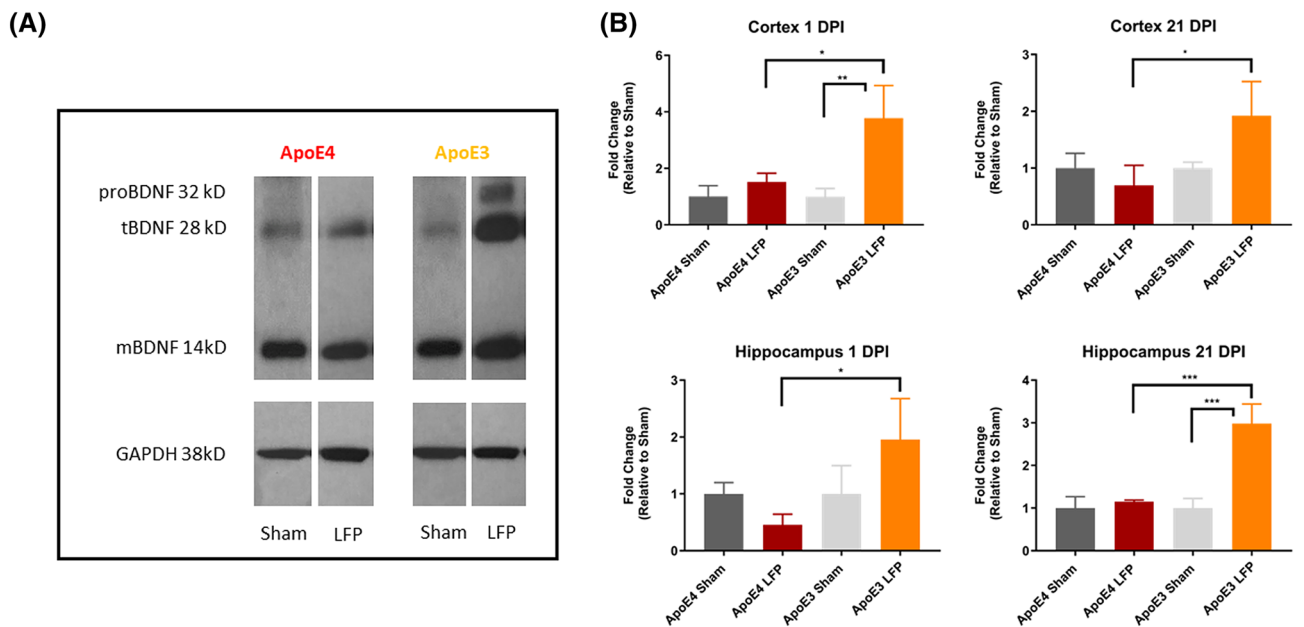 (A)
ApoE4 ApoE3
proBDNF 32 kD
tBDNF 28 kD
mBDNF 14kD
GAPDH 38kD
Sham LFP Sham LFP
(B)
Cortex 1 DPI
Fold Change
(Relative to Sham)
6
4
2
0
*
**
ApoE4 Sham
ApoE4 LFP
ApoE3 Sham
ApoE3 LFP
Cortex 21 DPI
Fold Change
(Relative to Sham)
3
2
1
0
*
ApoE4 Sham
ApoE4 LFP
ApoE3 Sham
ApoE3 LFP
Hippocampus 1 DPI
Fold Change
(Relative to Sham)
3
2
1
0
*
ApoE4 Sham
ApoE4 LFP
ApoE3 Sham
ApoE3 LFP
Hippocampus 21 DPI
Fold Change
(Relative to Sham)
4
3
2
1
0
***
***
ApoE4 Sham
ApoE4 LFP
ApoE3 Sham
ApoE3 LFP